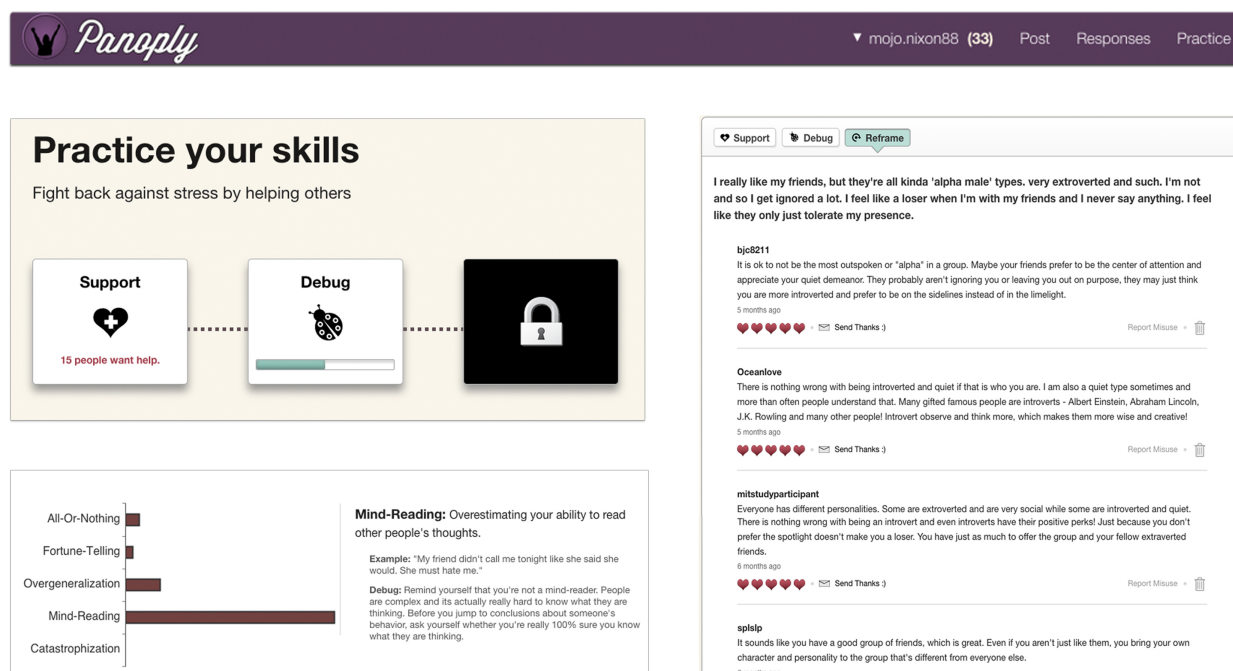 Panoply
▼ mojo.nixon88 (33) Post Responses Practice
Practice your skills
Fight back against stress by helping others
Support
15 people want help.
Debug
All-Or-Nothing
Fortune-Telling
Overgeneralization
Mind-Reading
Catastrophization
Mind-Reading: Overestimating your ability to read
other people's thoughts.
Example: "My friend didn't call me tonight like she said she
would. She must hate me."
Debug: Remind yourself that you're not a mind-reader. People
are complex and its actually really hard to know what they are
thinking. Before you jump to conclusions about someone's
behavior, ask yourself whether you're really 100% sure you know
what they are thinking.
Support Debug Reframe
I really like my friends, but they're all kinda 'alpha male' types. very extroverted and such. I'm not
and so I get ignored a lot. I feel like a loser when I'm with my friends and I never say anything. I feel
like they only just tolerate my presence.
bjc8211
It is ok to not be the most outspoken or "alpha" in a group. Maybe your friends prefer to be the center of attention and
appreciate your quiet demeanor. They probably aren't ignoring you or leaving you out on purpose, they may just think
you are more introverted and prefer to be on the sidelines instead of in the limelight.
5 months ago
Send Thanks :) Report Misuse
Oceanlove
There is nothing wrong with being introverted and quiet if that is who you are. I am also a quiet type sometimes and
more than often people understand that. Many gifted famous people are introverts - Albert Einstein, Abraham Lincoln,
J.K. Rowling and many other people! Introvert observe and think more, which makes them more wise and creative!
5 months ago
Send Thanks :) Report Misuse
mitstudyparticipant
Everyone has different personalities. Some are extroverted and are very social while some are introverted and quiet.
There is nothing wrong with being an introvert and even introverts have their positive perks! Just because you don't
prefer the spotlight doesn't make you a loser. You have just as much to offer the group and your fellow extraverted
friends.
6 months ago
Send Thanks :) Report Misuse
splslp
It sounds like you have a good group of friends, which is great. Even if you aren't just like them, you bring your own
character and personality to the group that's different from everyone else.